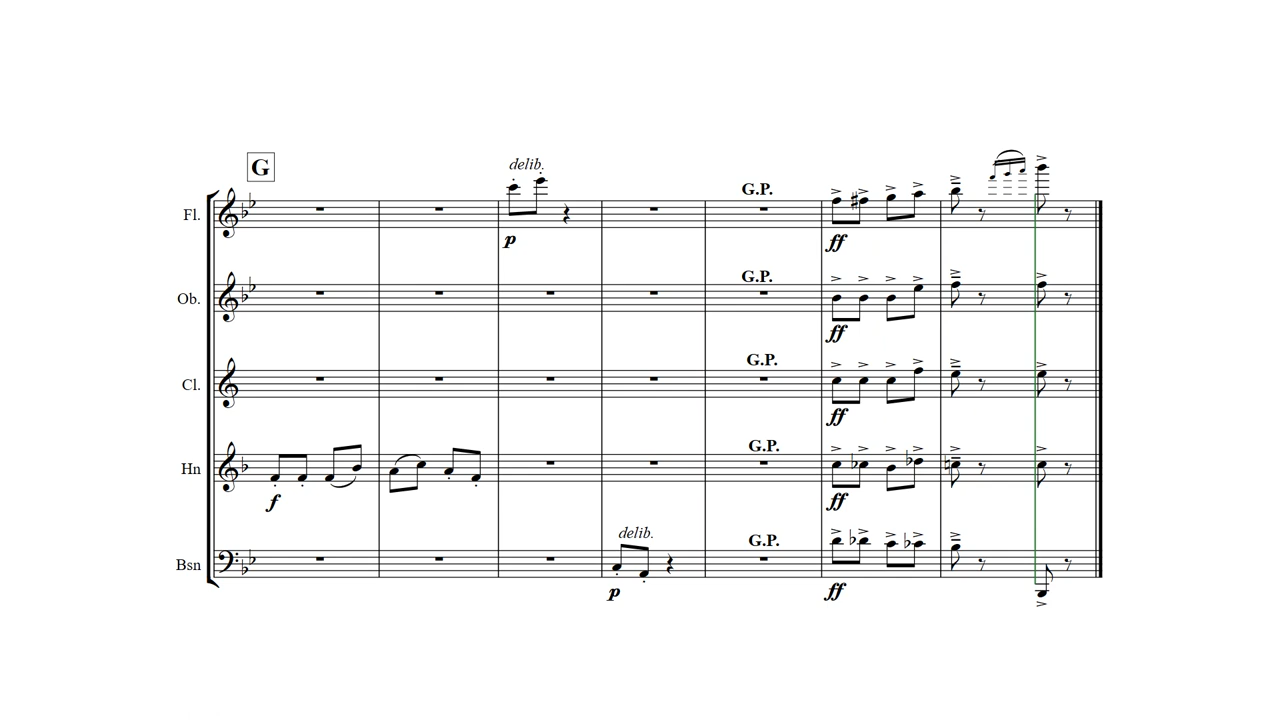 G
delib.
Fl.
G.P.
p
ff
Ob.
G.P.
ff
Cl.
G.P.
ff
Hn
G.P.
f
ff
delib.
Bsn
G.P.
p
ff